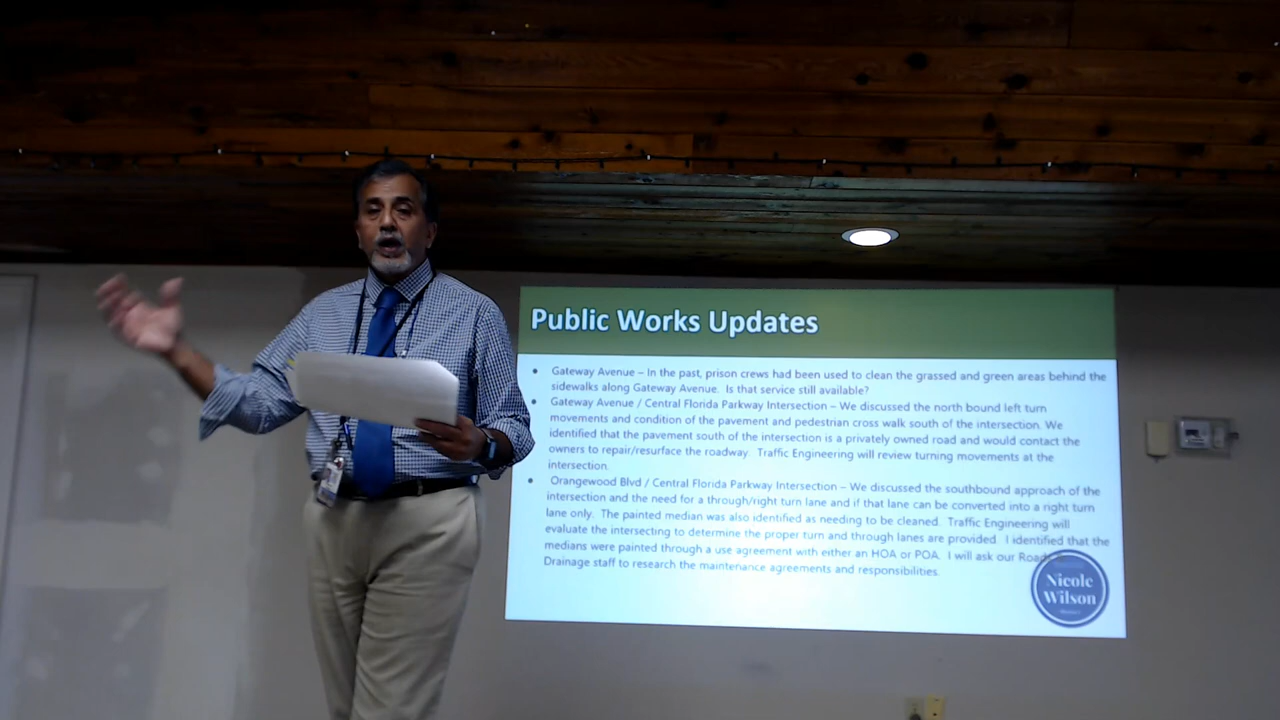 Public Works Updates
• Gateway Avenue – In the past, prison crews had been used to clean the grassed and green areas behind the
sidewalks along Gateway Avenue. Is that service still available?
• Gateway Avenue / Central Florida Parkway Intersection – We discussed the north bound left turn
movements and condition of the pavement and pedestrian cross walk south of the intersection. We
identified that the pavement south of the intersection is a privately owned road and would contact the
owners to repair/resurface the roadway. Traffic Engineering will review turning movements at the
intersection.
• Orangewood Blvd / Central Florida Parkway Intersection – We discussed the southbound approach of the
intersection and the need for a through/right turn lane and if that lane can be converted into a right turn
lane only. The painted median was also identified as needing to be cleaned. Traffic Engineering will
evaluate the intersecting to determine the proper turn and through lanes are provided. I identified that the
medians were painted through a use agreement with either an HOA or POA. I will ask our Roads
Drainage staff to research the maintenance agreements and responsibilities.
Nicole
Wilson